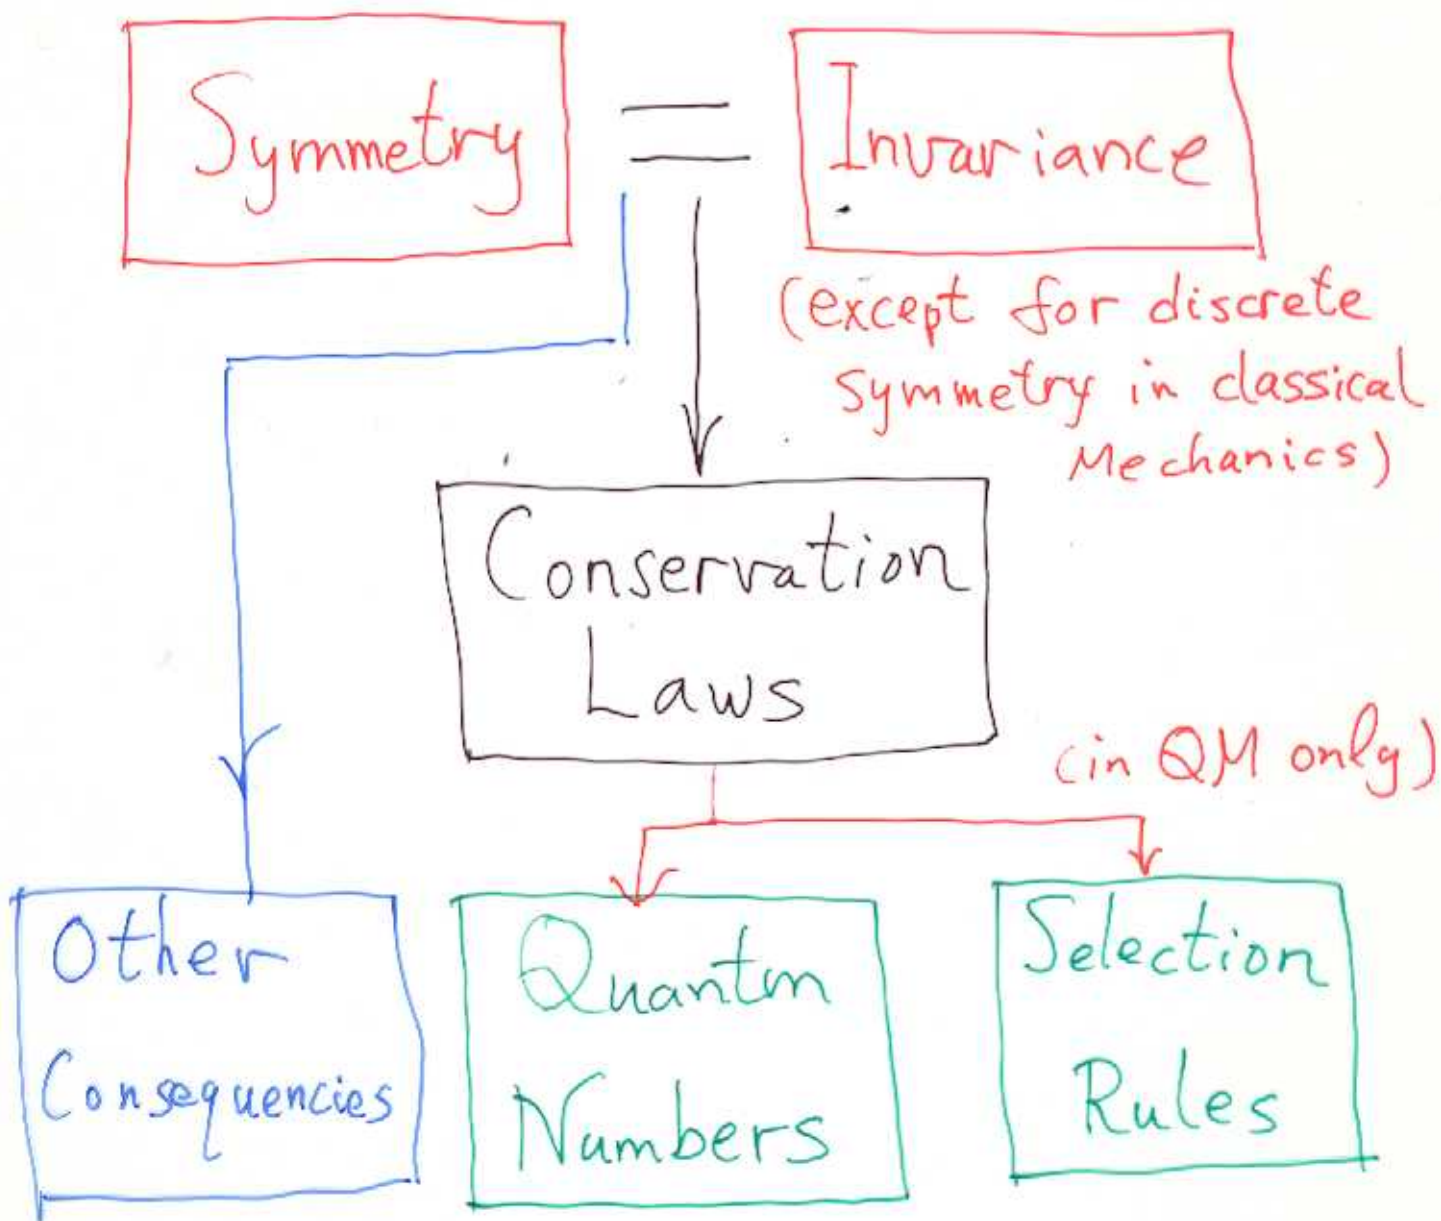 Symmetry = Invariance
(except for discrete
symmetry in classical
Mechanics)
Conservation
Laws
(in QM only)
Other
Consequencies
Quantm
Numbers
Selection
Rules